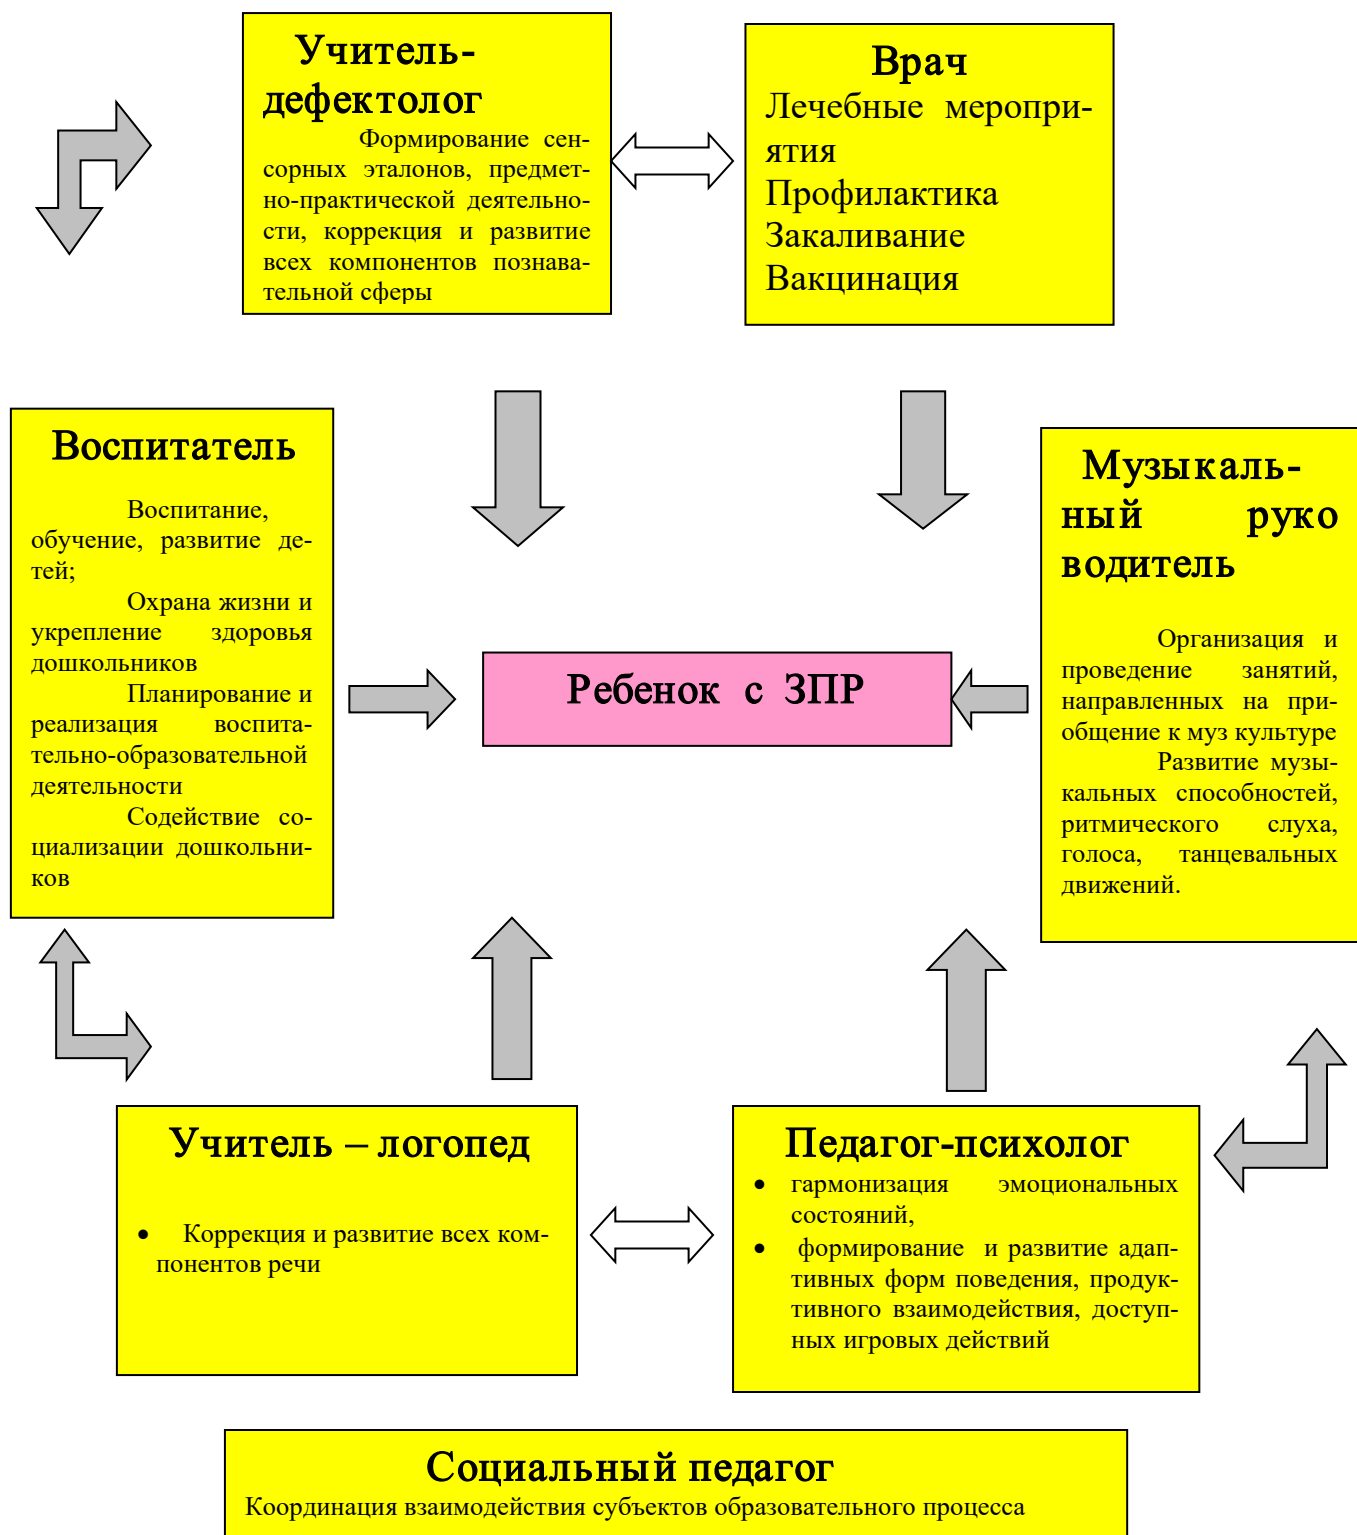 Учитель-
дефектолог
Формирование сен-
сорных эталонов, предмет-
но-практической деятельно-
сти, коррекция и развитие
всех компонентов познава-
тельной сферы
Врач
Лечебные меропри-
ятия
Профилактика
Закаливание
Вакцинация
Воспитатель
Воспитание,
обучение, развитие де-
тей;
Охрана жизни и
укрепление здоровья
дошкольников
Планирование и
реализация воспита-
тельно-образовательной
деятельности
Содействие со-
циализации дошкольни-
ков
Ребенок с ЗПР
Музыкаль-
ный руко
водитель
Организация и
проведение занятий,
направленных на при-
общение к муз культуре
Развитие музы-
кальных способностей,
ритмического слуха,
голоса, танцевальных
движений.
Учитель – логопед
• Коррекция и развитие всех ком-
понентов речи
Педагог-психолог
• гармонизация эмоциональных
состояний,
• формирование и развитие адап-
тивных форм поведения, продук-
тивного взаимодействия, доступ-
ных игровых действий
Социальный педагог
Координация взаимодействия субъектов образовательного процесса